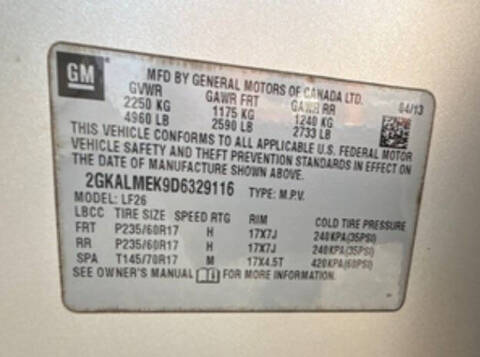 GM
MFD BY GENERAL MOTORS OF CANADA LTD.
GVWR GAWR FRT GAWR RR 04/13
2250 KG 1175 KG 1240 KG
4960 LB 2590 LB 2733 LB
THIS VEHICLE CONFORMS TO ALL APPLICABLE U.S. FEDERAL MOTOR
VEHICLE SAFETY AND THEFT PREVENTION STANDARDS IN EFFECT ON
THE DATE OF MANUFACTURE SHOWN ABOVE.
2GKALMEK9D6329116 TYPE: M.P.V.
MODEL: LF26
LBCC TIRE SIZE SPEED RTG RIM COLD TIRE PRESSURE
FRT P235/60R17 H 17X7J 240KPA(35PSI)
RR P235/60R17 H 17X7J 240KPA(35PSI)
SPA T145/70R17 M 17X4.5T 420KPA(60PSI)
SEE OWNER'S MANUAL FOR MORE INFORMATION.